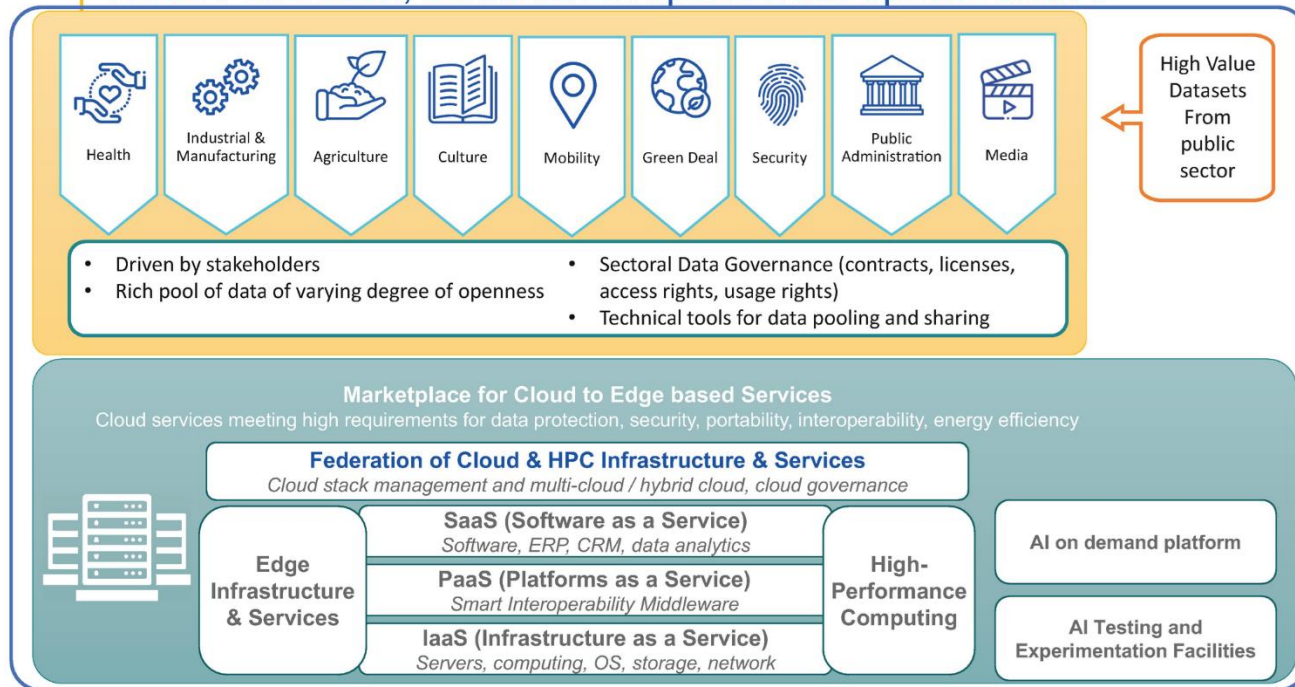 Health
Industrial &
Manufacturing
Agriculture
Culture
Mobility
Green Deal
Security
Public
Administration
Media
High Value
Datasets
From
public
sector
• Driven by stakeholders
• Rich pool of data of varying degree of openness
• Sectoral Data Governance (contracts, licenses,
access rights, usage rights)
• Technical tools for data pooling and sharing
Marketplace for Cloud to Edge based Services
Cloud services meeting high requirements for data protection, security, portability, interoperability, energy efficiency
Federation of Cloud & HPC Infrastructure & Services
Cloud stack management and multi-cloud / hybrid cloud, cloud governance
Edge
Infrastructure
& Services
SaaS (Software as a Service)
Software, ERP, CRM, data analytics
PaaS (Platforms as a Service)
Smart Interoperability Middleware
IaaS (Infrastructure as a Service)
Servers, computing, OS, storage, network
High-
Performance
Computing
AI on demand platform
AI Testing and
Experimentation Facilities